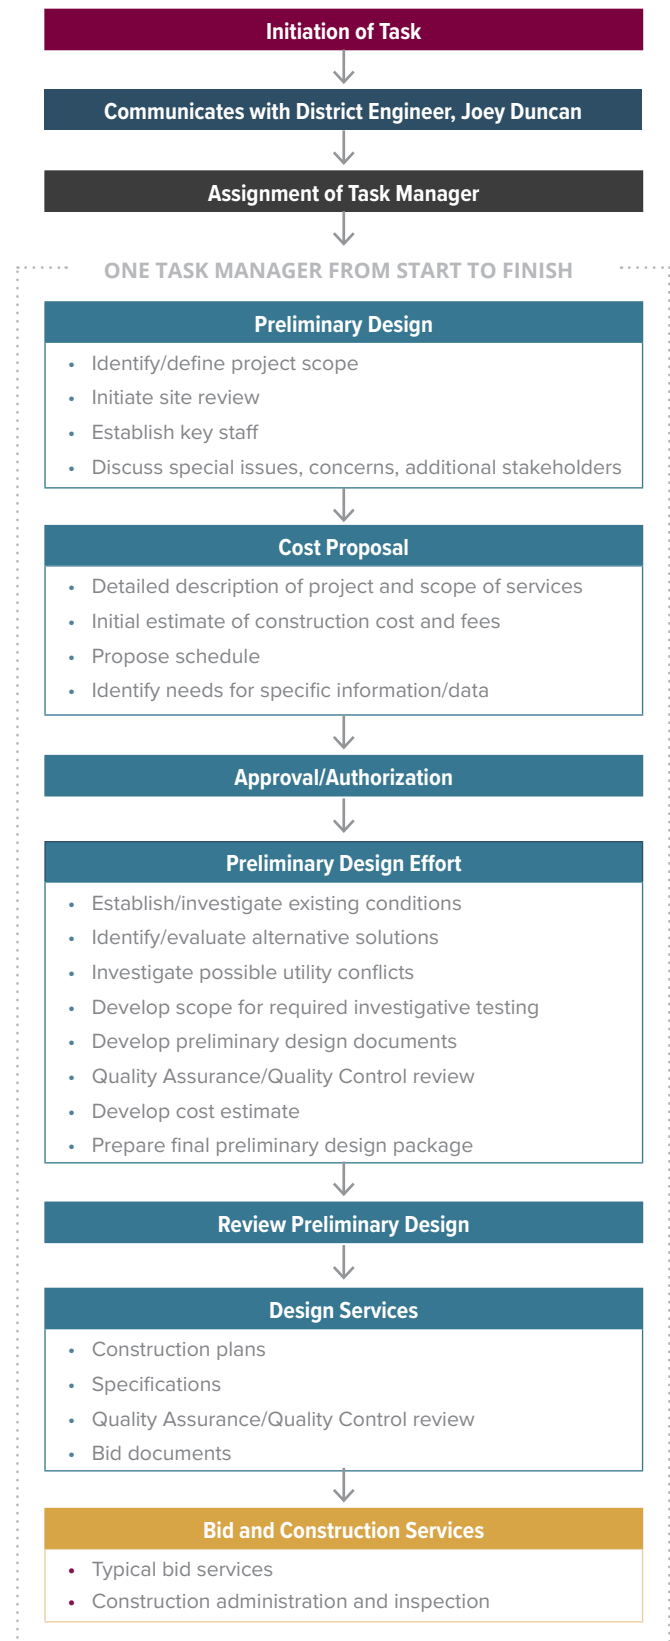 Initiation of Task
Communicates with District Engineer, Joey Duncan
Assignment of Task Manager
ONE TASK MANAGER FROM START TO FINISH
Preliminary Design
• Identify/define project scope
• Initiate site review
• Establish key staff
• Discuss special issues, concerns, additional stakeholders
Cost Proposal
• Detailed description of project and scope of services
• Initial estimate of construction cost and fees
• Propose schedule
• Identify needs for specific information/data
Approval/Authorization
Preliminary Design Effort
• Establish/investigate existing conditions
• Identify/evaluate alternative solutions
• Investigate possible utility conflicts
• Develop scope for required investigative testing
• Develop preliminary design documents
• Quality Assurance/Quality Control review
• Develop cost estimate
• Prepare final preliminary design package
Review Preliminary Design
Design Services
• Construction plans
• Specifications
• Quality Assurance/Quality Control review
• Bid documents
Bid and Construction Services
• Typical bid services
• Construction administration and inspection